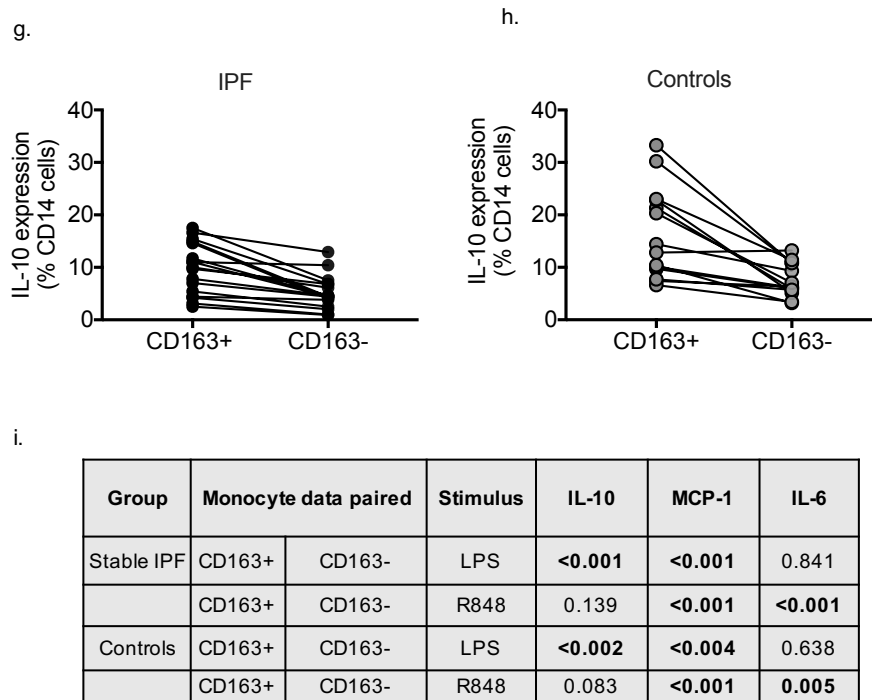 g.
h.
IPF
IL-10 expression
(% CD14 cells)
40
30
20
10
0
CD163+ CD163-
Controls
IL-10 expression
(% CD14 cells)
40
30
20
10
0
CD163+ CD163-
i.
Group Monocyte data paired Stimulus IL-10 MCP-1 IL-6
Stable IPF CD163+ CD163- LPS <0.001 <0.001 0.841
CD163+ CD163- R848 0.139 <0.001 <0.001
Controls CD163+ CD163- LPS <0.002 <0.004 0.638
CD163+ CD163- R848 0.083 <0.001 0.005